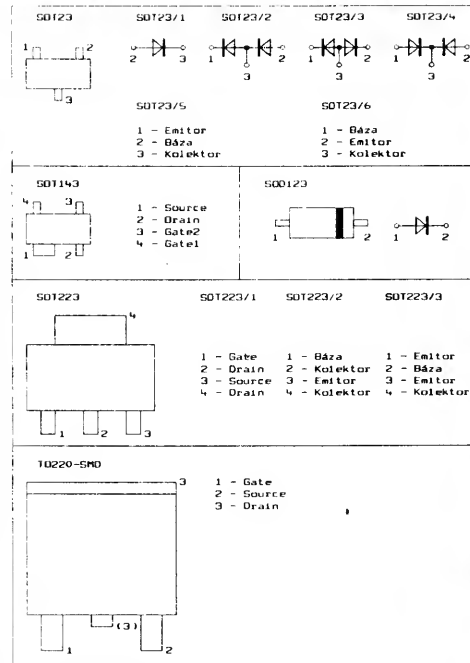 SOT23 SOT23/1 SOT23/2 SOT23/3 SOT23/4
1 2 3
2 3
1 2 3
1 2 3
1 2 3
SOT23/5 SOT23/6
1 - Emitor 1 - Báza
2 - Báza 2 - Emitor
3 - Kolektor 3 - Kolektor
SOT143
4 3
1 2
1 - Source
2 - Drain
3 - Gate2
4 - Gate1
SOD123
1 2
1 2
SOT223 SOT223/1 SOT223/2 SOT223/3
4
1 - Gate 1 - Báza 1 - Emitor
2 - Drain 2 - Kolektor 2 - Báza
3 - Source 3 - Emitor 3 - Emitor
4 - Drain 4 - Kolektor 4 - Kolektor
1 2 3
TO220-SMD
3
1 - Gate
2 - Source
3 - Drain
(3)
1 2